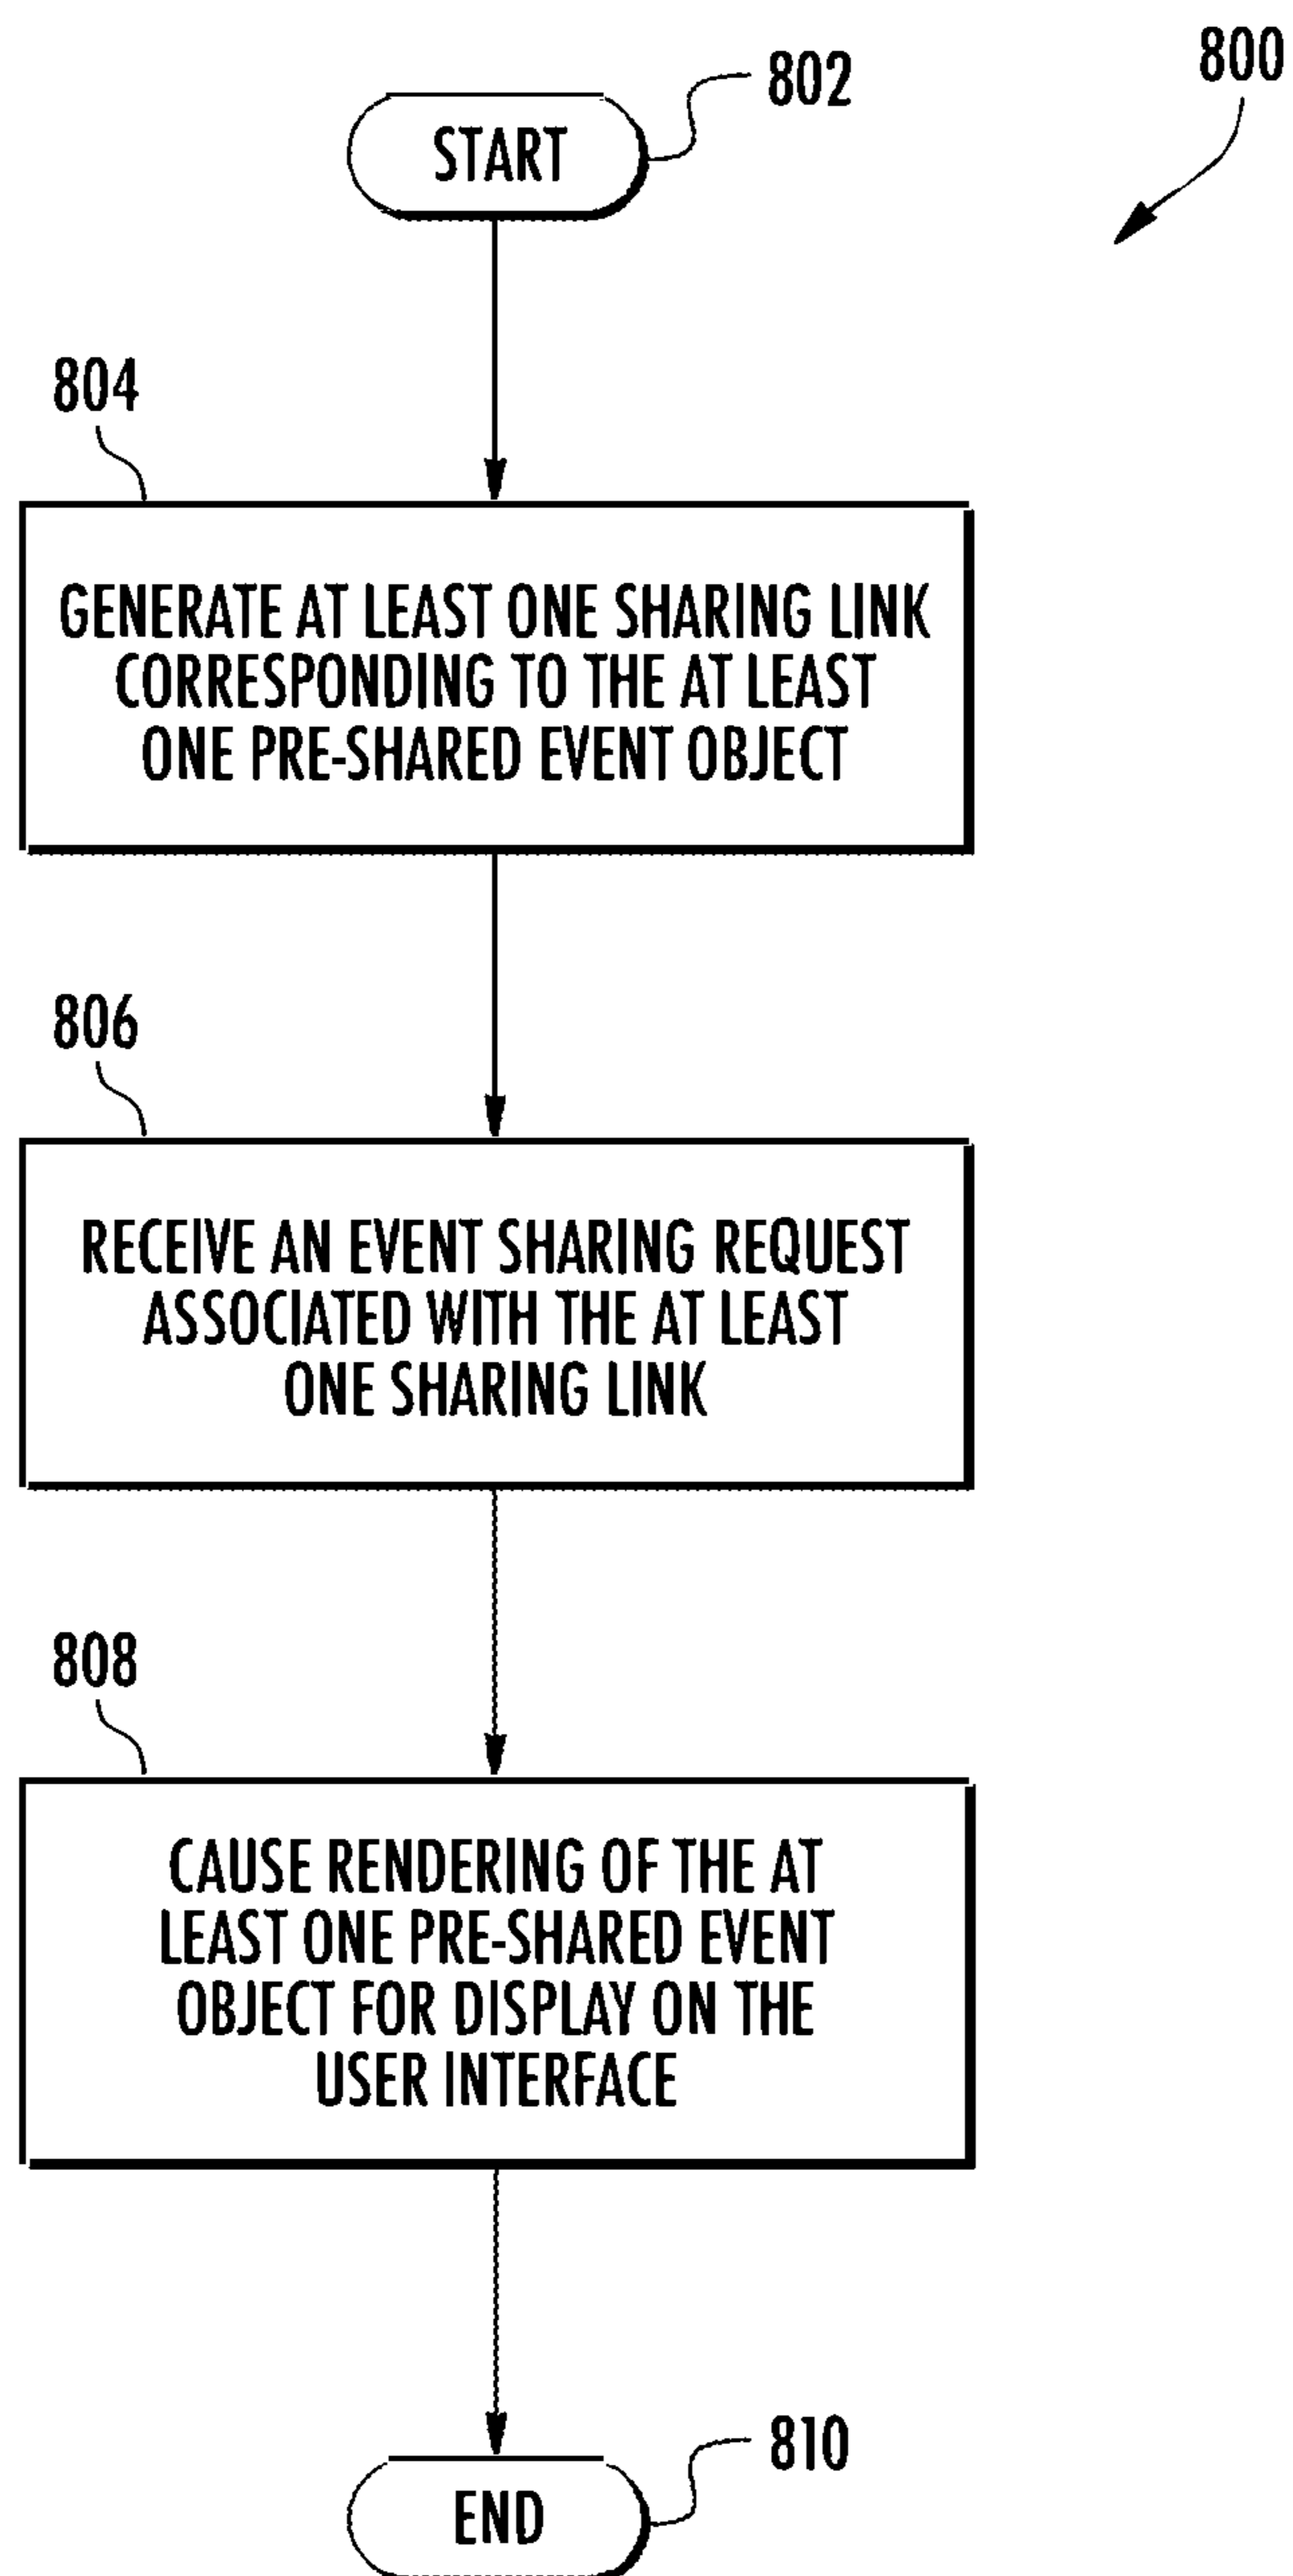 800
802
START
804
GENERATE AT LEAST ONE SHARING LINK
CORRESPONDING TO THE AT LEAST
ONE PRE-SHARED EVENT OBJECT
806
RECEIVE AN EVENT SHARING REQUEST
ASSOCIATED WITH THE AT LEAST
ONE SHARING LINK
808
CAUSE RENDERING OF THE AT
LEAST ONE PRE-SHARED EVENT
OBJECT FOR DISPLAY ON THE
USER INTERFACE
810
END